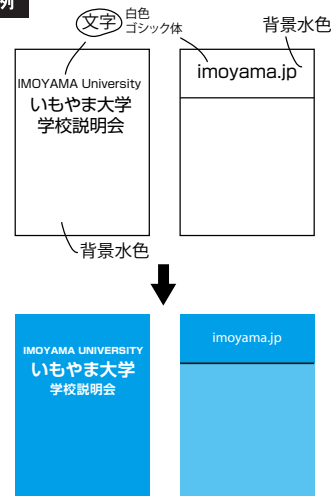 例
文字
白色
ゴシック体
背景水色
IMOYAMA University
いもやま大学
学校説明会
imoyama.jp
背景水色
IMOYAMA UNIVERSITY
いもやま大学
学校説明会
imoyama.jp